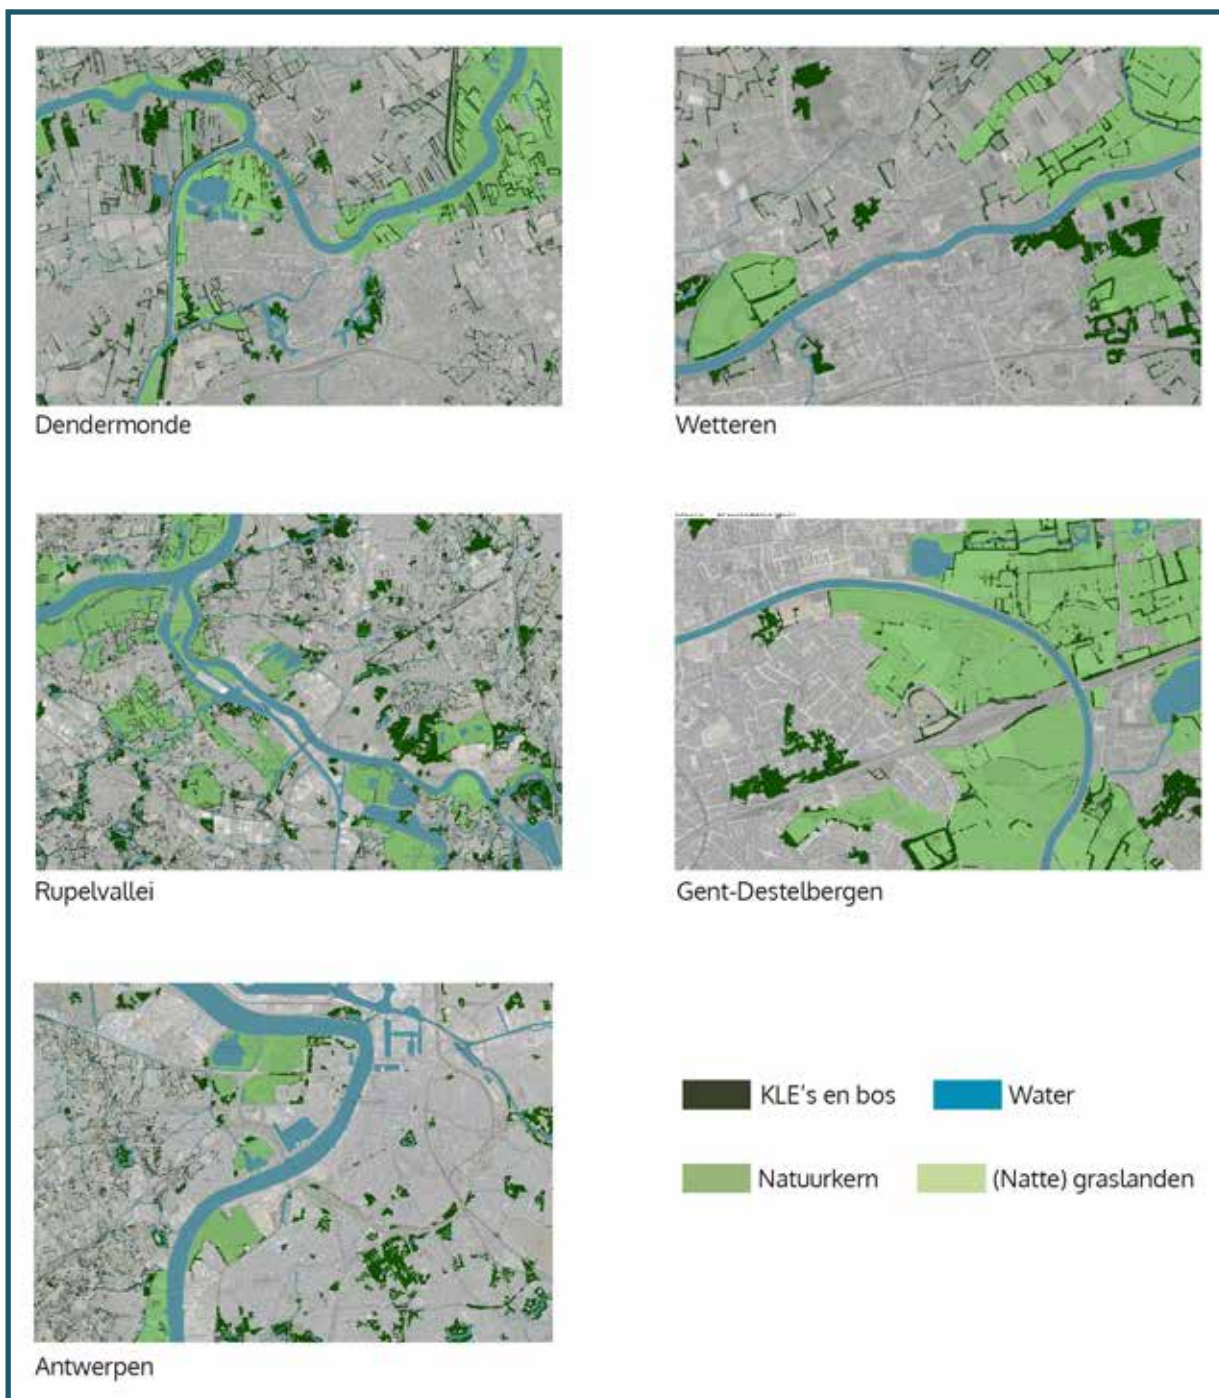 Dendermonde
Wetteren
Rupelvallei
Gent-Destelbergen
Antwerpen
KLE's en bos
Water
Natuurkern
(Natte) graslanden